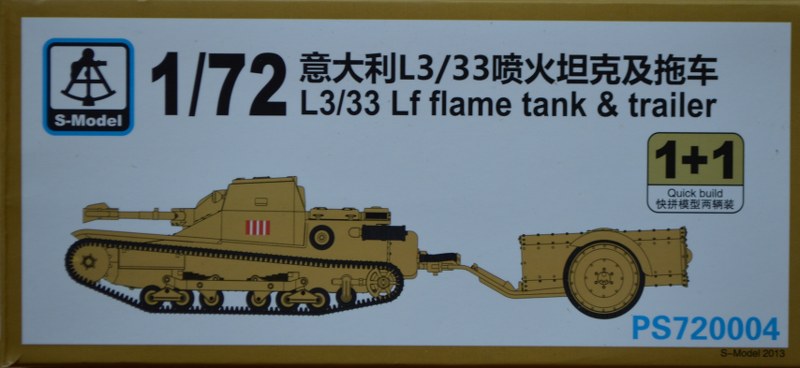 S-Model
1/72
意大利L3/33喷火坦克及拖车
L3/33 Lf flame tank & trailer
1+1
Quick build
快拼模型两辆装
PS720004
S-Model 2013